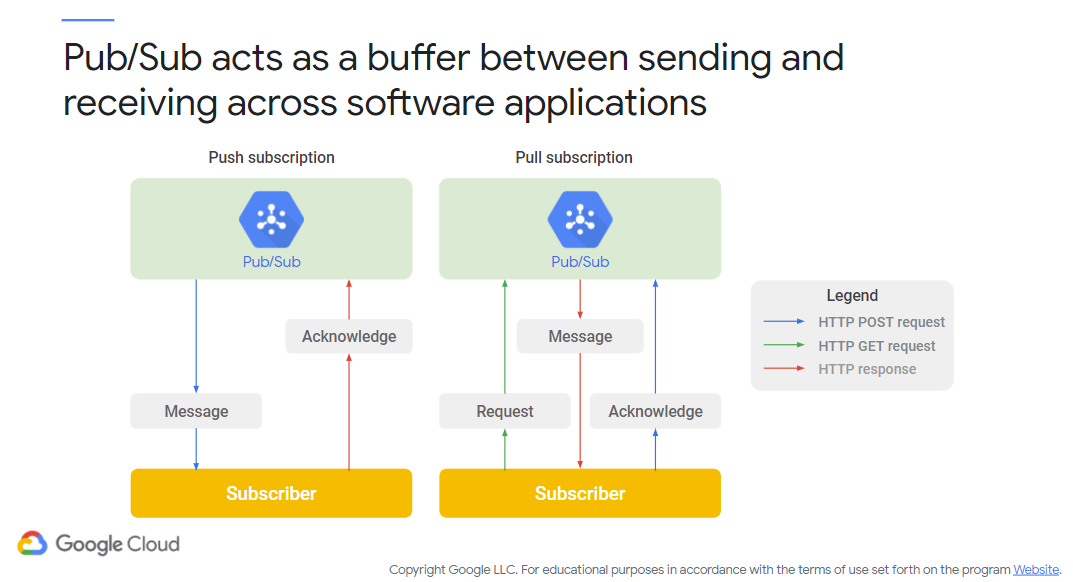 Pub/Sub acts as a buffer between sending and
receiving across software applications
Push subscription
Pub/Sub
Acknowledge
Message
Subscriber
Pull subscription
Pub/Sub
Message
Request
Acknowledge
Subscriber
Legend
HTTP POST request
HTTP GET request
HTTP response
Google Cloud
Copyright Google LLC. For educational purposes in accordance with the terms of use set forth on the program Website.